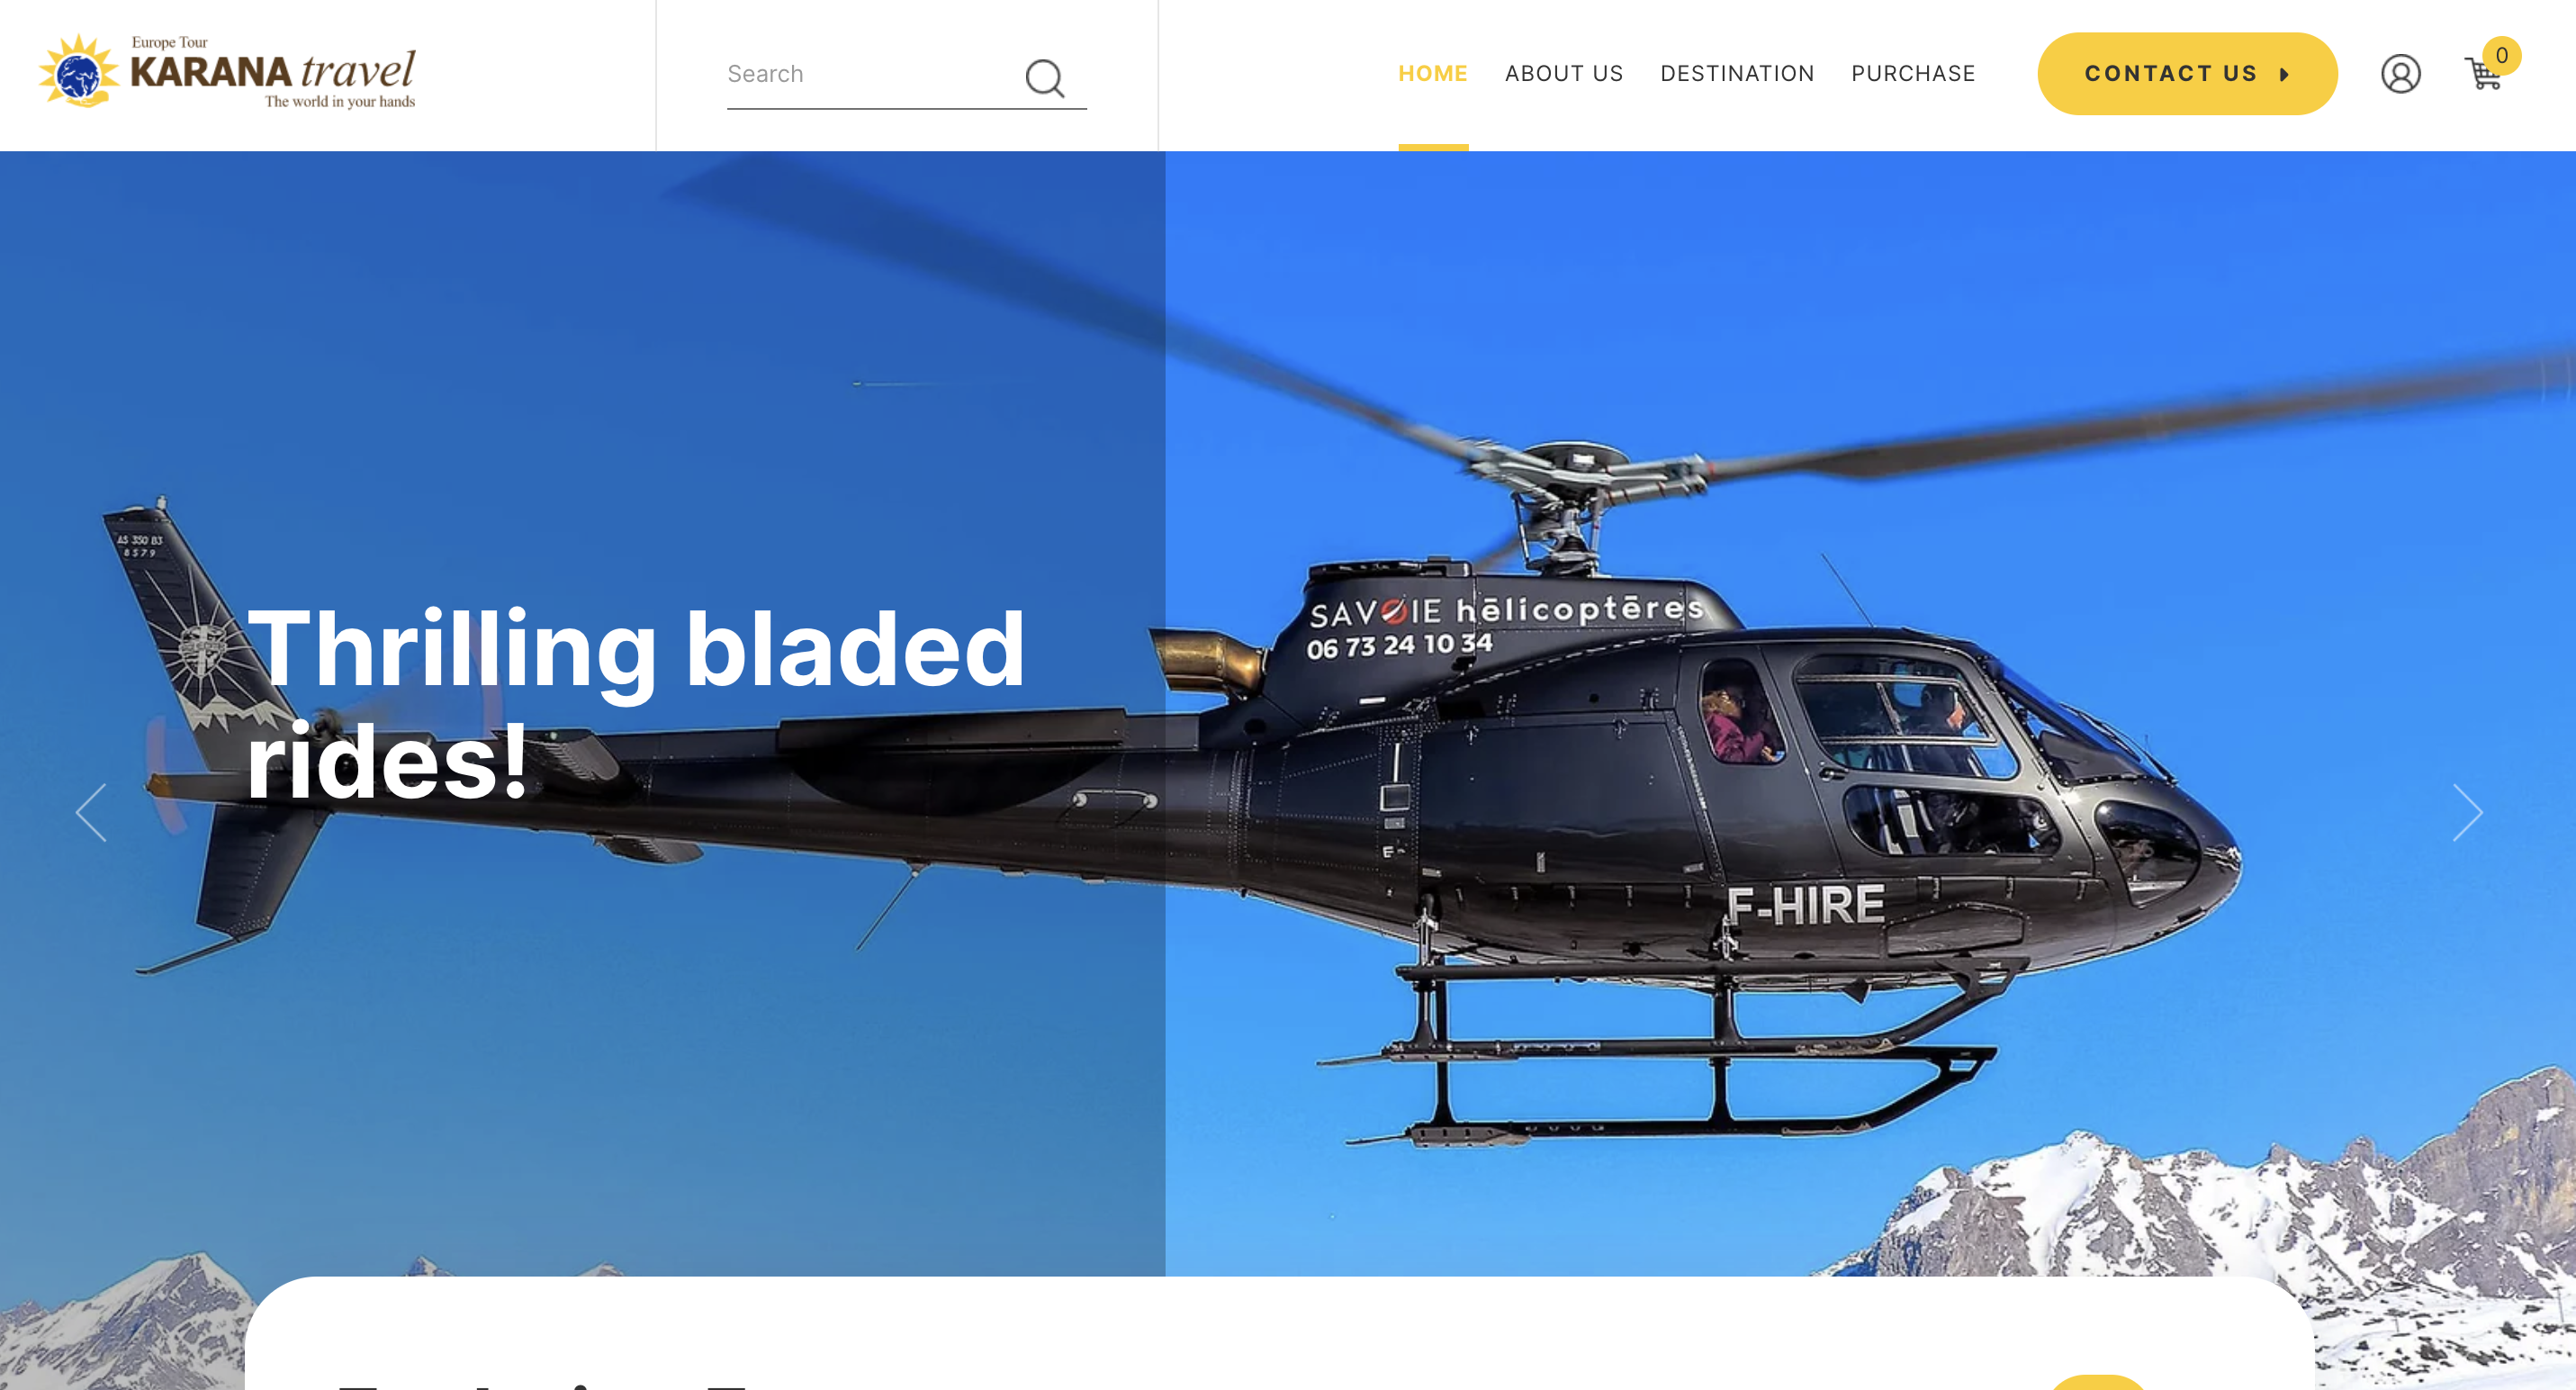 Europe Tour
KARANA travel
The world in your hands
Search
HOME
ABOUT US
DESTINATION
PURCHASE
CONTACT US
0
AS 350 B3
8579
SAVOIE hēlicoptēres
06 73 24 10 34
Thrilling bladed
rides!
F-HIRE